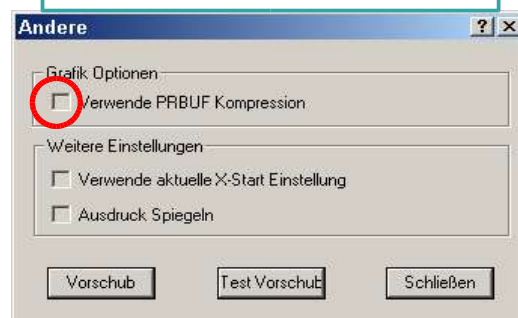 Andere
Grafik Optionen
Verwende PRBUF Kompression
Weitere Einstellungen
Verwende aktuelle X-Start Einstellung
Ausdruck Spiegeln
Vorschub Test Vorschub Schließen